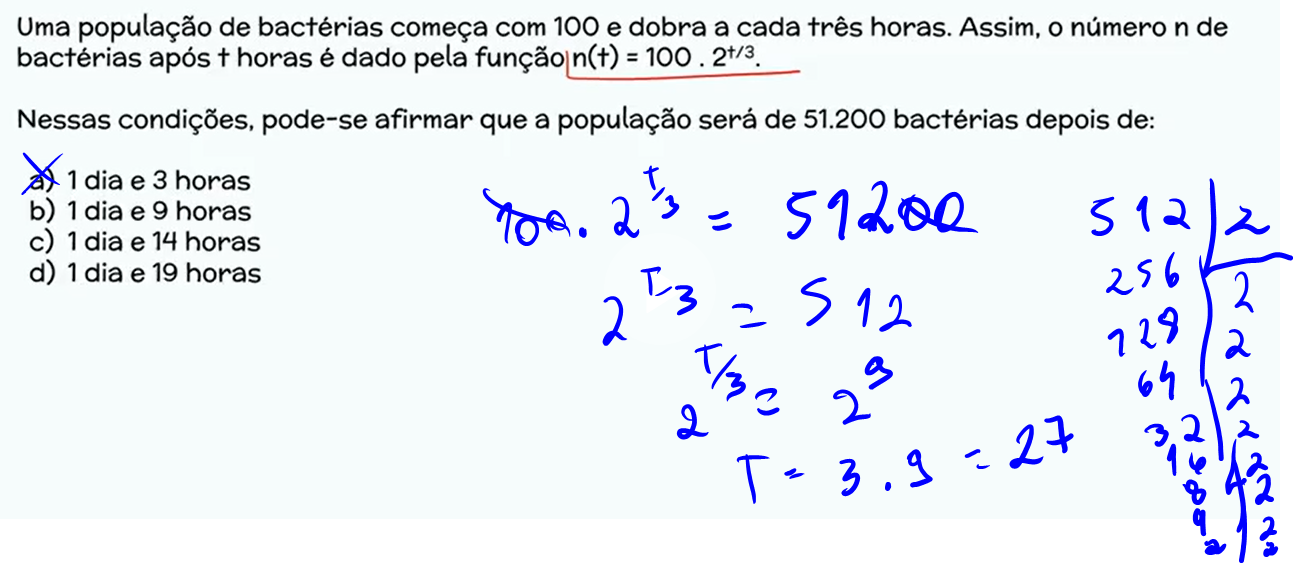 Uma população de bactérias começa com 100 e dobra a cada três horas. Assim, o número n de
bactérias após t horas é dado pela função n(t) = 100 . 2^t/3.
Nessas condições, pode-se afirmar que a população será de 51.200 bactérias depois de:
a) 1 dia e 3 horas
b) 1 dia e 9 horas
c) 1 dia e 14 horas
d) 1 dia e 19 horas
100. 2^T/3 = 51200
2^T/3 = 512
2^T/3 = 2^9
T = 3 . 9 = 27
512 | 2
256 | 2
128 | 2
64 | 2
32 | 2
16 | 2
8 | 2
4 | 2
2 | 2